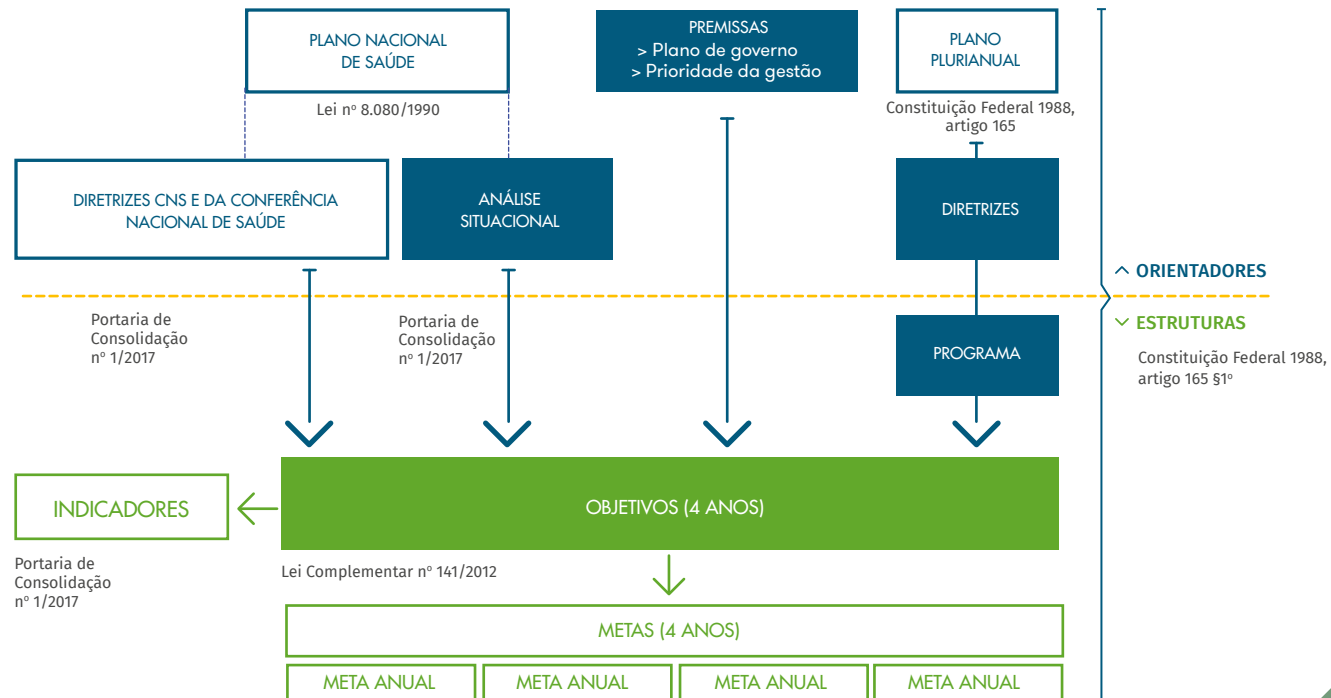 PLANO NACIONAL
DE SAÚDE
Lei nº 8.080/1990
PREMISSAS
> Plano de governo
> Prioridade da gestão
PLANO
PLURIANUAL
Constituição Federal 1988,
artigo 165
DIRETRIZES CNS E DA CONFERÊNCIA
NACIONAL DE SAÚDE
ANÁLISE
SITUACIONAL
DIRETRIZES
ORIENTADORES
Portaria de
Consolidação
nº 1/2017
Portaria de
Consolidação
nº 1/2017
PROGRAMA
ESTRUTURAS
Constituição Federal 1988,
artigo 165 §1º
INDICADORES
Portaria de
Consolidação
nº 1/2017
OBJETIVOS (4 ANOS)
Lei Complementar nº 141/2012
METAS (4 ANOS)
META ANUAL
META ANUAL
META ANUAL
META ANUAL